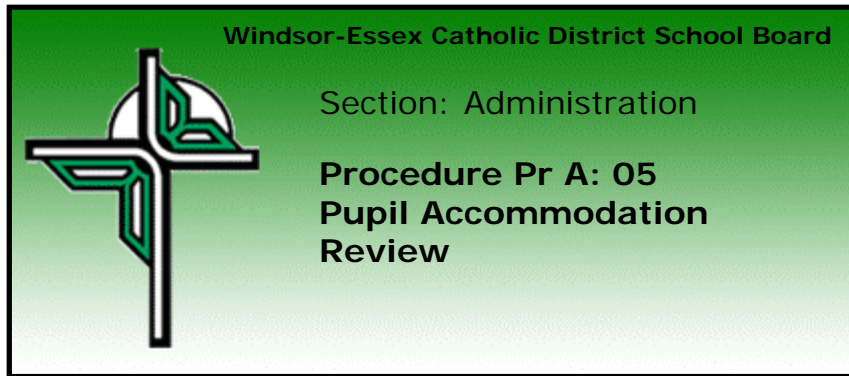 Windsor-Essex Catholic District School Board
Section: Administration
Procedure Pr A: 05
Pupil Accommodation
Review